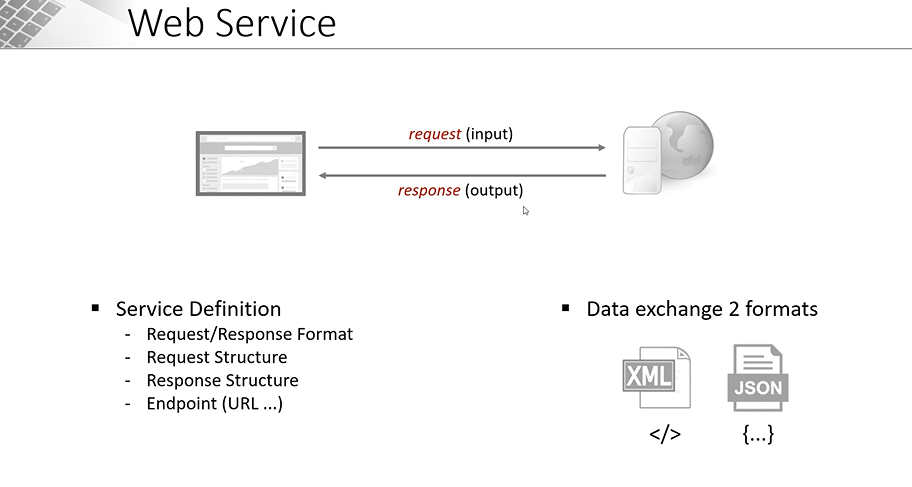 Web Service
request (input)
response (output)
▪ Service Definition
- Request/Response Format
- Request Structure
- Response Structure
- Endpoint (URL ...)
▪ Data exchange 2 formats
XML
JSON
</>
{...}